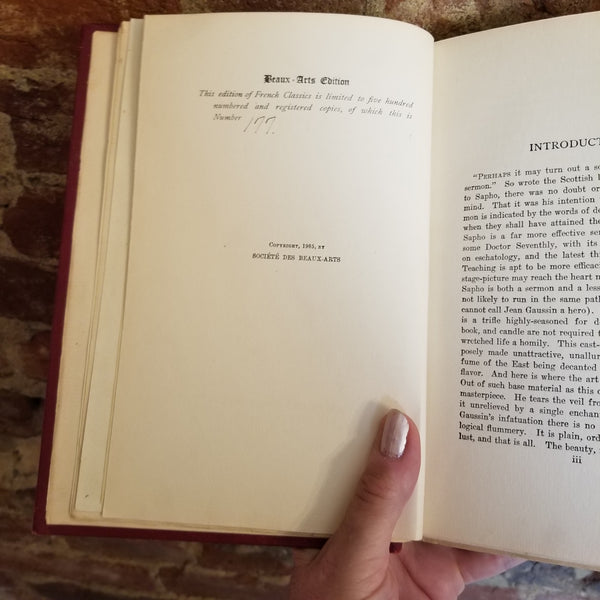 Beaux-Arts Edition
This edition of French Classics is limited to five hundred
numbered and registered copies, of which this is
Number 177.
COPYRIGHT, 1905, BY
SOCIÉTÉ DES BEAUX-ARTS
INTRODUCT
"PERHAPS it may turn out a so
sermon." So wrote the Scottish
to Sapho, there was no doubt or
mind. That it was his intention
mon is indicated by the words of de
when they shall have attained the
Sapho is a far more effective ser
some Doctor Seventhly, with its
on eschatology, and the latest th
Teaching is apt to be more efficac
stage-picture may reach the heart
Sapho is both a sermon and a less
not likely to run in the same path
cannot call Jean Gaussin a hero).
is a trifle highly-seasoned for d
book, and candle are not required
wretched life a homily. This cast-
posely made unattractive, unallur
fume of the East being decanted
flavor. And here is where the art
Out of such base material as this
masterpiece. He tears the veil fro
it unrelieved by a single enchan
Gaussin's infatuation there is no
logical flummery. It is plain, ord
lust, and that is all. The beauty,
iii